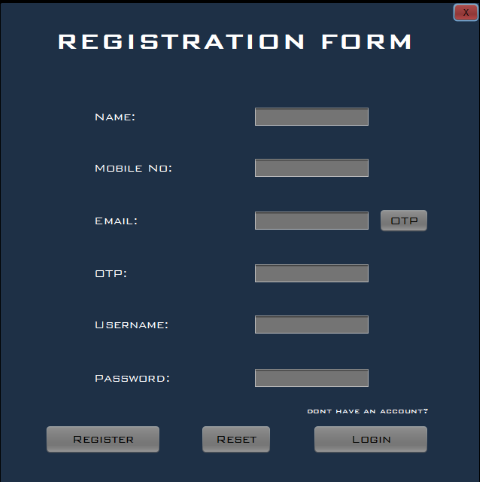 X
REGISTRATION FORM
NAME:
MOBILE NO:
EMAIL:
OTP
OTP:
USERNAME:
PASSWORD:
DONT HAVE AN ACCOUNT?
REGISTER
RESET
LOGIN